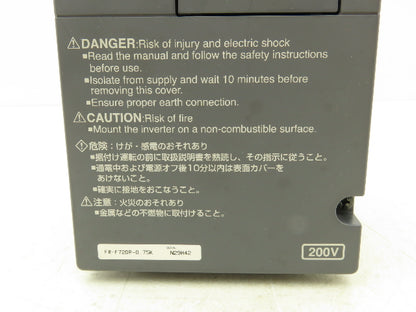 ⚠DANGER:Risk of injury and electric shock
■Read the manual and follow the safety instructions
before use.
■Isolate from supply and wait 10 minutes before
removing this cover.
■Ensure proper earth connection.
⚠CAUTION:Risk of fire
■Mount the inverter on a non-combustible surface.
危険：けが・感電のおそれあり
■据付け運転の前に取扱説明書を熟読し、その指示に従うこと。
■通電中および電源オフ後10分以内は表面カバーを
あけないこと。
■確実に接地をおこなうこと。
⚠注意：火災のおそれあり
■金属などの不燃物に取付けること。
FR-F720P-0.75K
200V